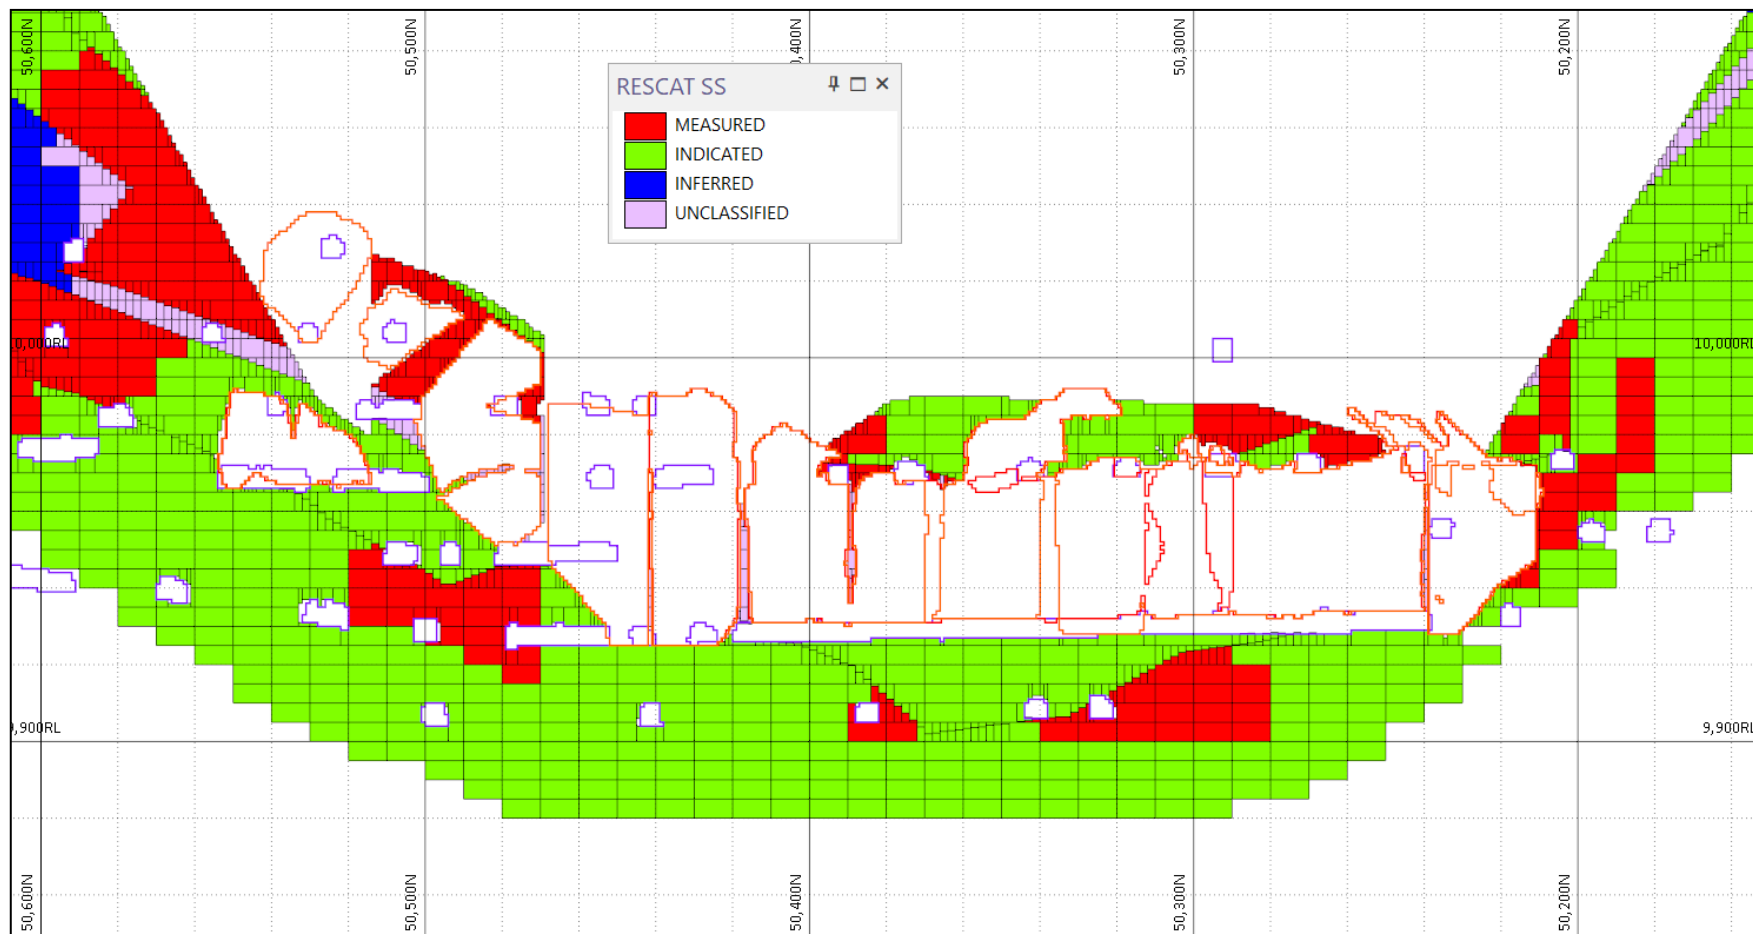 50,600N
50,500N
50,400N
50,300N
50,200N
RESCAT SS
MEASURED
INDICATED
INFERRED
UNCLASSIFIED
0,000RL
10,000RL
9,900RL
9,900RL
50,600N
50,500N
50,400N
50,300N
50,200N